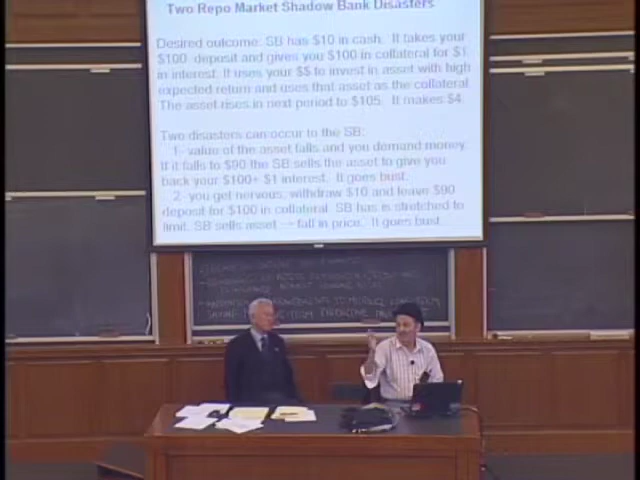 Two Repo Market Shadow Bank Disasters
Desired outcome: SB has $10 in cash. It takes your
$100 deposit and gives you $100 in collateral for $1
in interest. It uses your $$ to invest in asset with high
expected return and uses that asset as the collateral.
The asset rises in next period to $105. It makes $4.
Two disasters can occur to the SB:
1- value of the asset falls and you demand money.
If it falls to $90 the SB sells the asset to give you
back your $100+ $1 interest. It goes bust.
2- you get nervous, withdraw $10 and leave $90
deposit for $100 in collateral. SB has is stretched to
limit. SB sells asset --- fall in price. It goes bust.